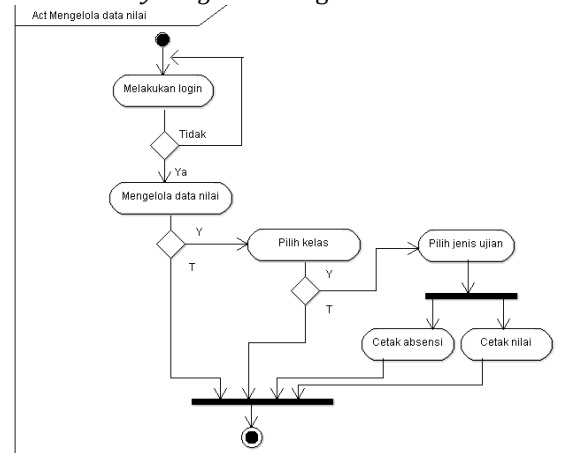 Act Mengelola data nilai
Melakukan login
Tidak
Ya
Mengelola data nilai
Y
T
Pilih kelas
Y
T
Pilih jenis ujian
Cetak absensi
Cetak nilai